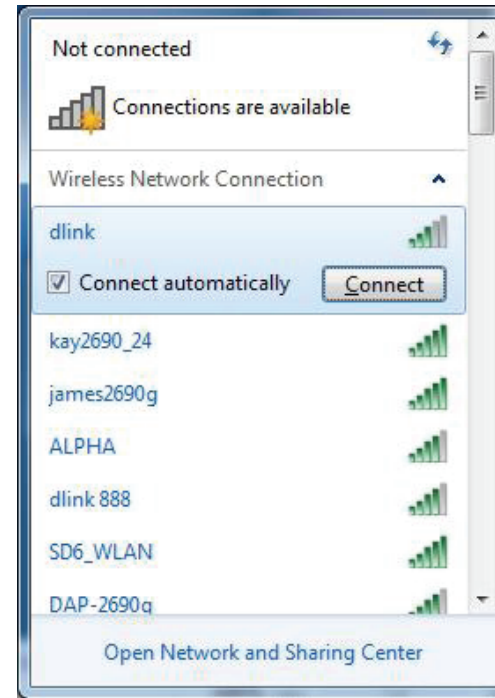 Not connected
Connections are available
Wireless Network Connection
dlink
Connect automatically Connect
kay2690_24
james2690g
ALPHA
dlink 888
SD6_WLAN
DAP-2690g
Open Network and Sharing Center